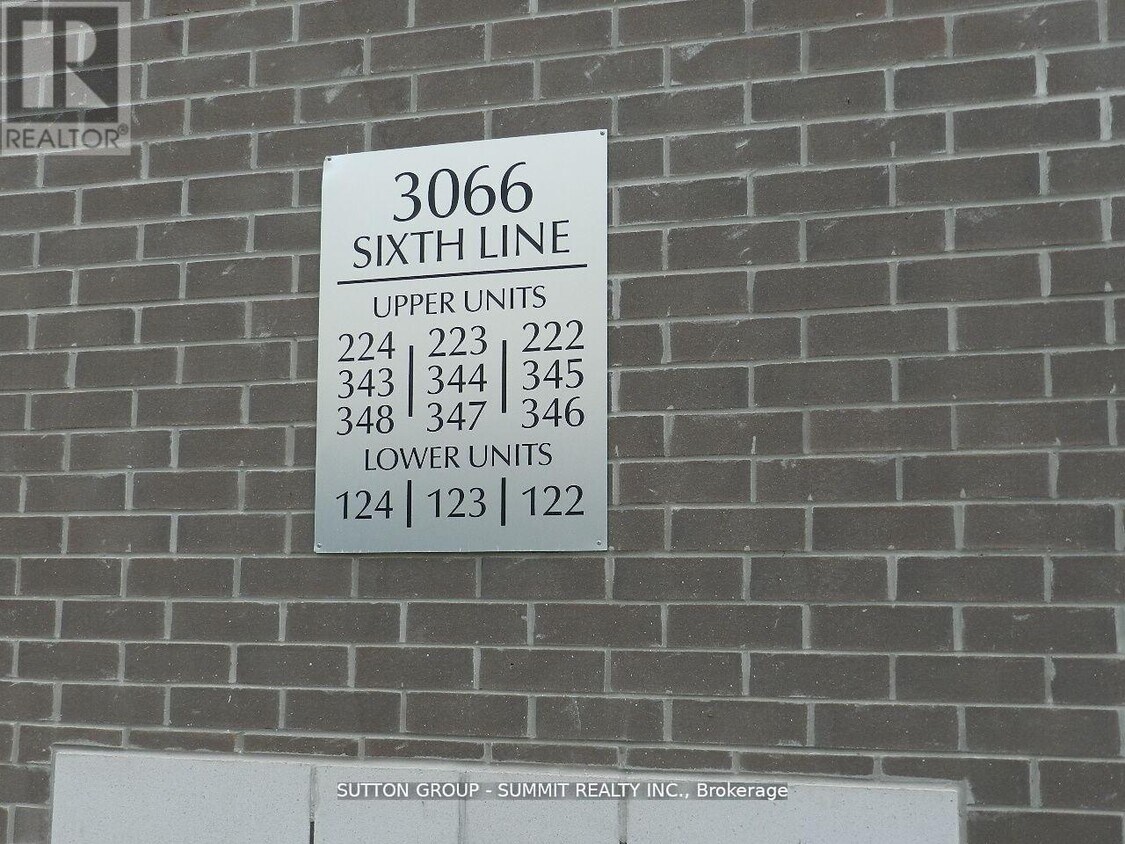 R
REALTOR®
3066
SIXTH LINE
UPPER UNITS
224 | 223 | 222
343 | 344 | 345
348 | 347 | 346
LOWER UNITS
124 | 123 | 122
SUTTON GROUP - SUMMIT REALTY INC., Brokerage